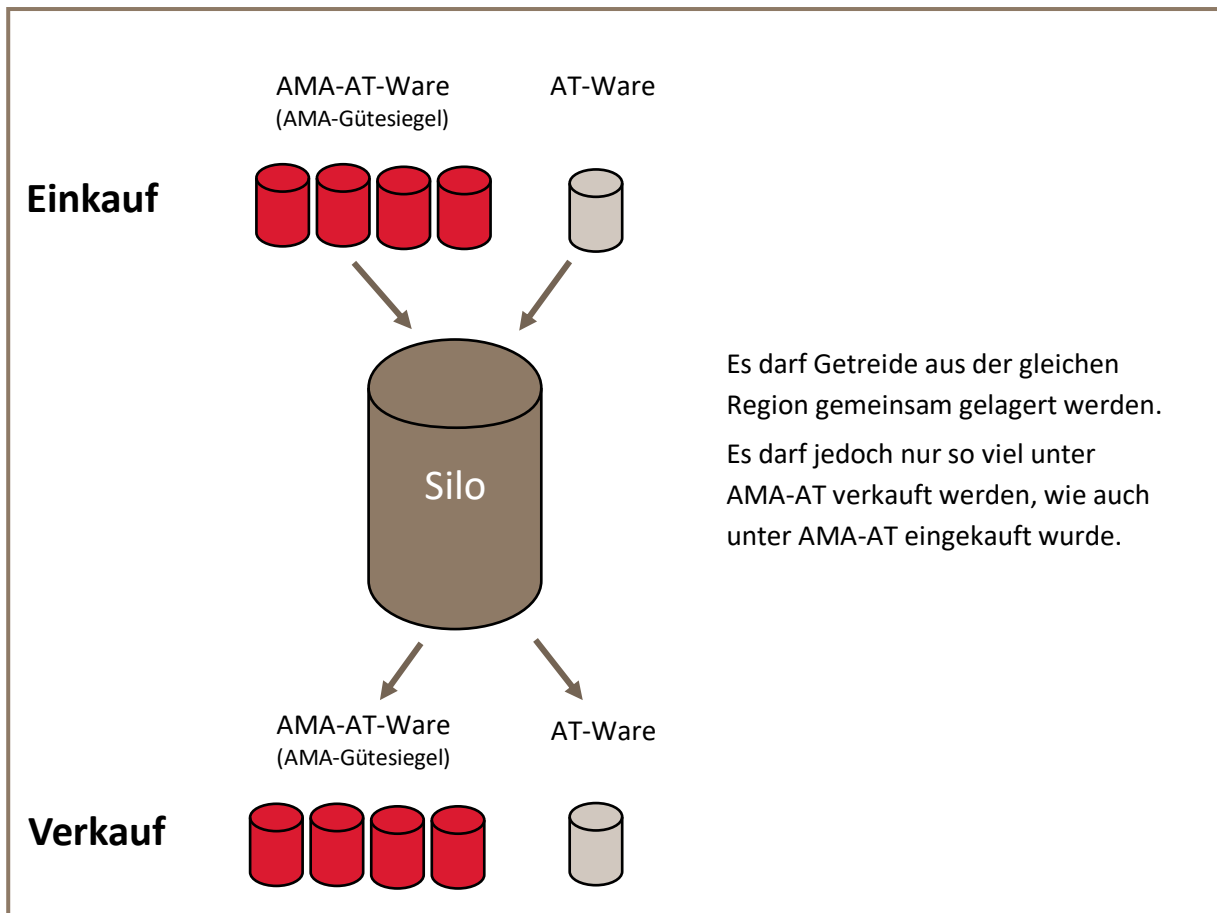 AMA-AT-Ware
(AMA-Gütesiegel)
AT-Ware
Einkauf
Silo
Es darf Getreide aus der gleichen
Region gemeinsam gelagert werden.
Es darf jedoch nur so viel unter
AMA-AT verkauft werden, wie auch
unter AMA-AT eingekauft wurde.
AMA-AT-Ware
(AMA-Gütesiegel)
AT-Ware
Verkauf